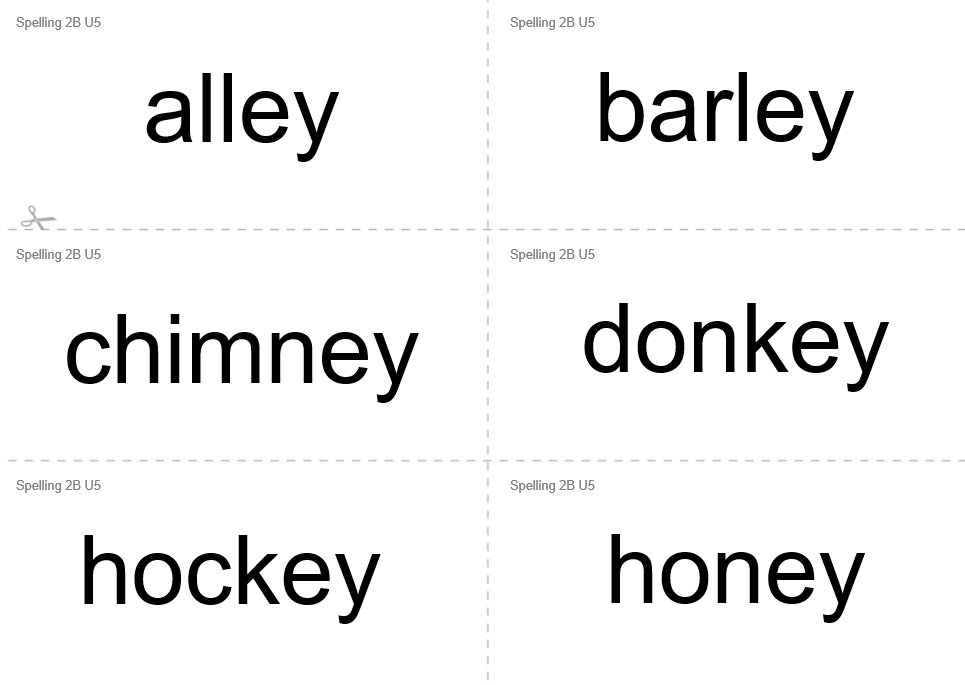 Spelling 2B U5
alley
Spelling 2B U5
barley
Spelling 2B U5
chimney
Spelling 2B U5
donkey
Spelling 2B U5
hockey
Spelling 2B U5
honey